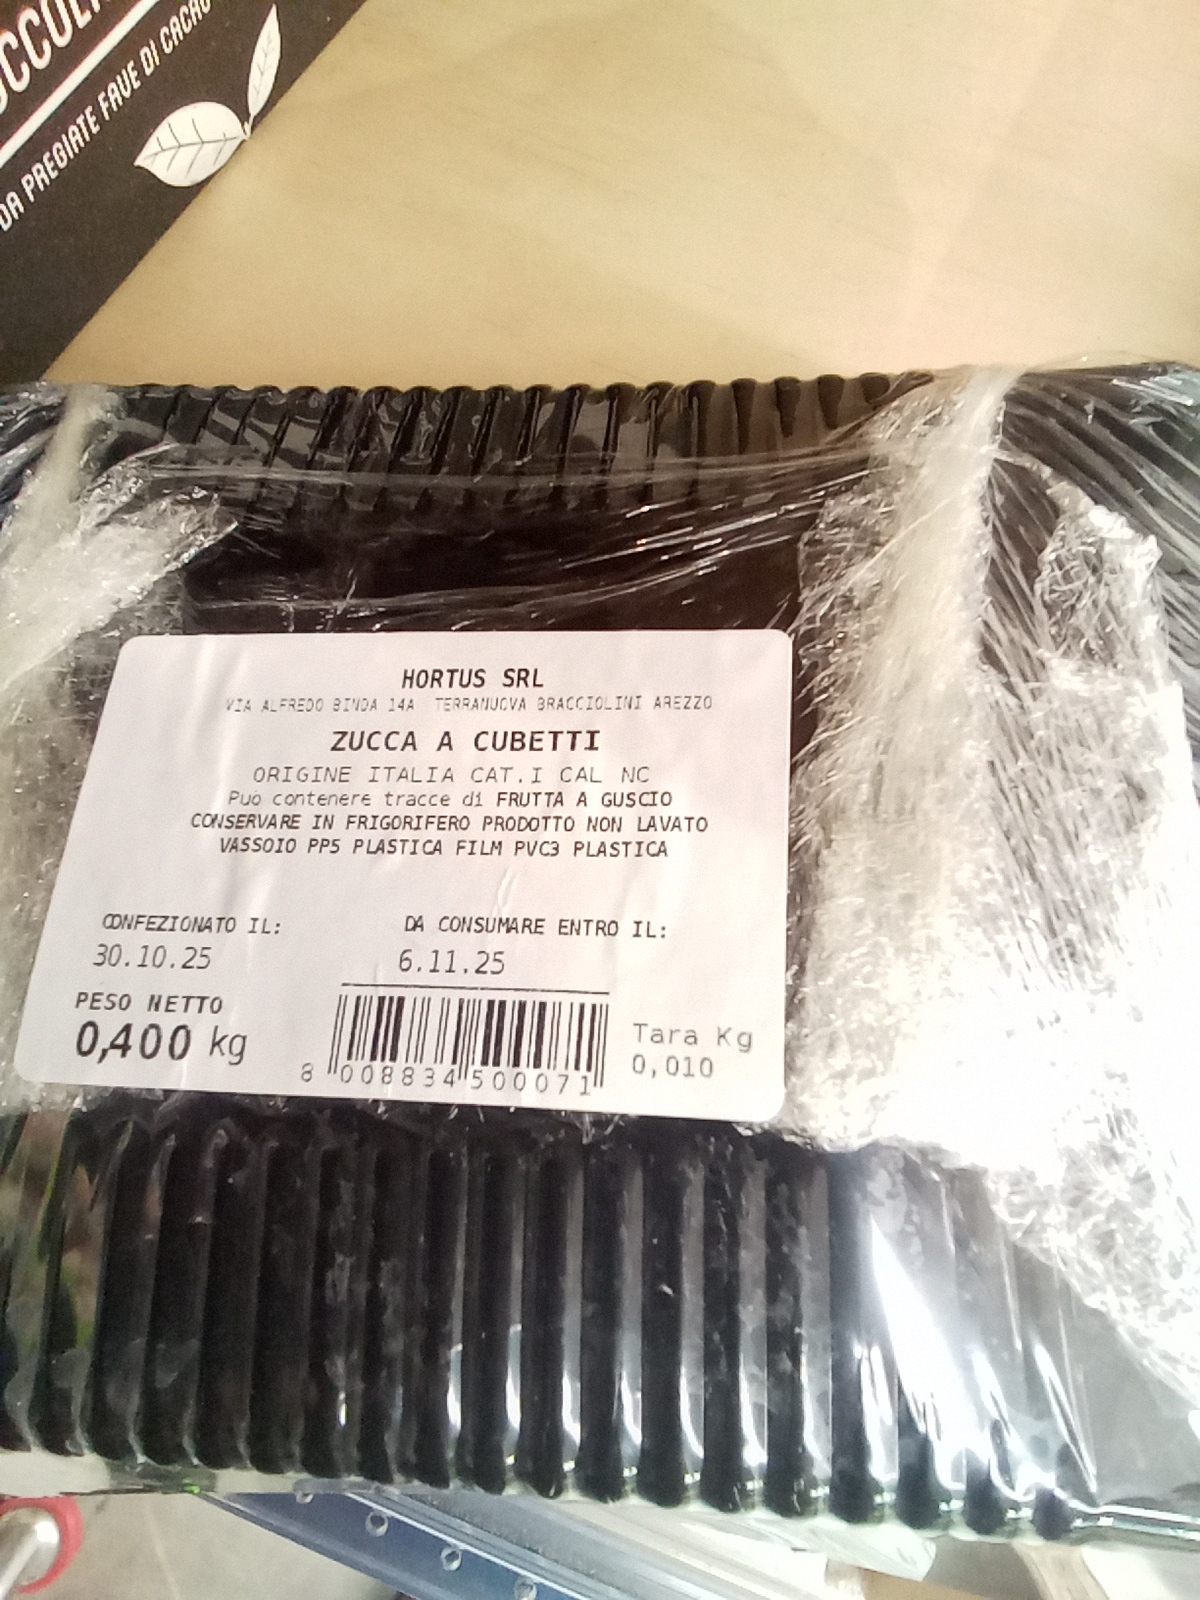 DA PREGIATE FAVE DI CACAO
HORTUS SRL
VIA ALFREDO BINDA 14A TERRANUOVA BRACCIOLINI AREZZO
ZUCCA A CUBETTI
ORIGINE ITALIA CAT.I CAL NC
Può contenere tracce di FRUTTA A GUSCIO
CONSERVARE IN FRIGORIFERO PRODOTTO NON LAVATO
VASSOIO PP5 PLASTICA FILM PVC3 PLASTICA
CONFEZIONATO IL: DA CONSUMARE ENTRO IL:
30.10.25 6.11.25
PESO NETTO
0,400 kg
8 008834 500071
Tara Kg
0,010